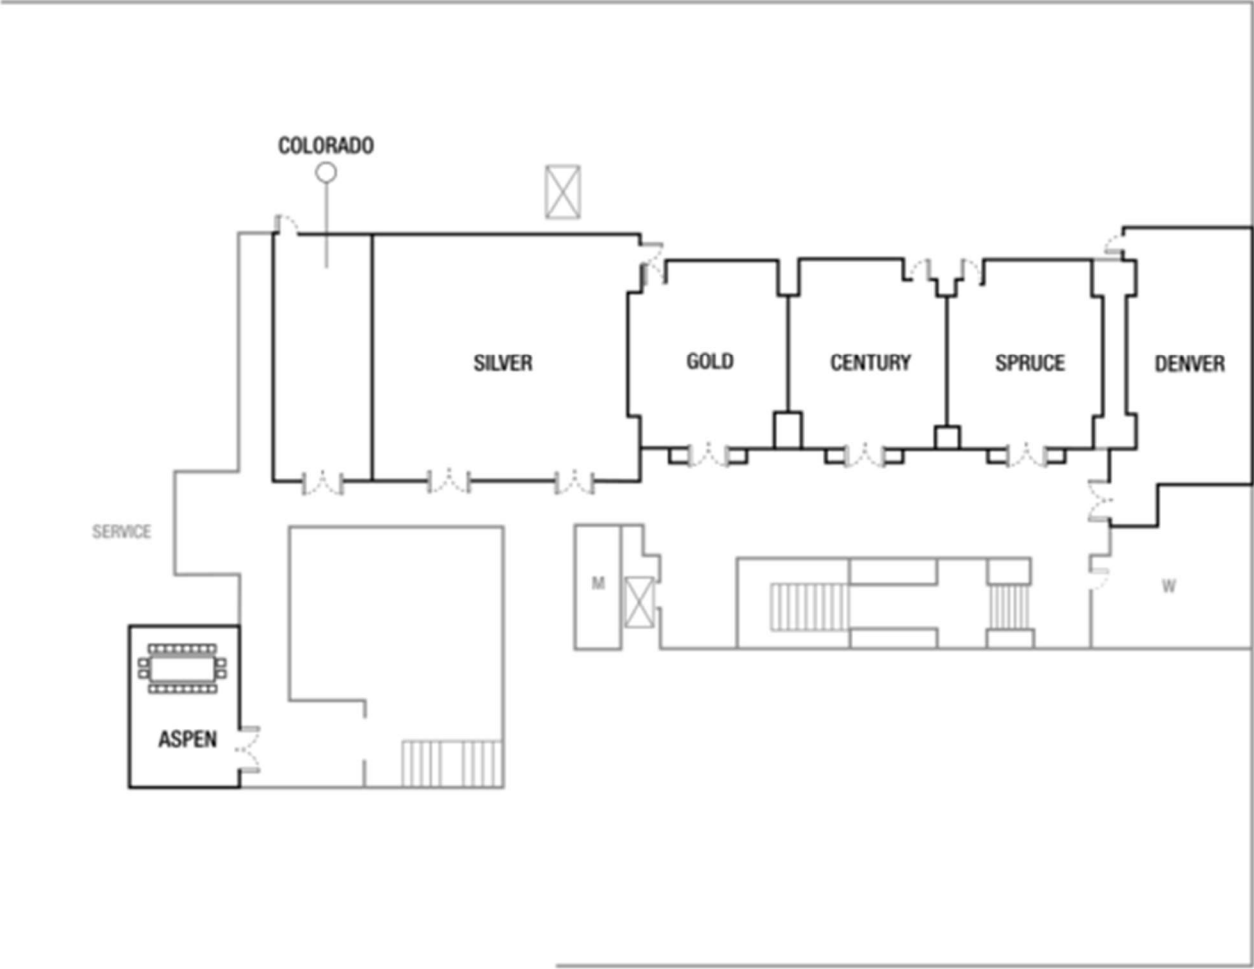 COLORADO
SILVER
GOLD
CENTURY
SPRUCE
DENVER
SERVICE
M
W
ASPEN